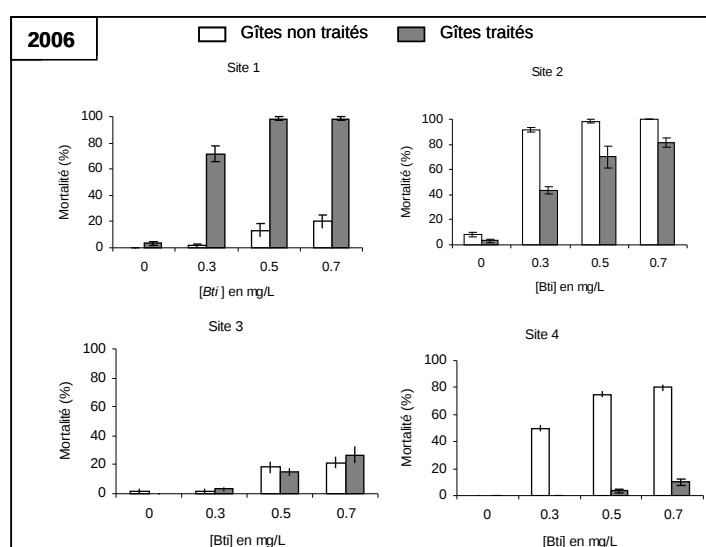 2006
Gîtes non traités
Gîtes traités
Site 1
Mortalité (%)
100
80
60
40
20
0
0 0.3 0.5 0.7
[Bti ] en mg/L
Site 2
Mortalité (%)
100
80
60
40
20
0
0 0.3 0.5 0.7
[Bti] en mg/L
Site 3
Mortalité (%)
100
80
60
40
20
0
0 0.3 0.5 0.7
[Bti] en mg/L
Site 4
Mortalité (%)
100
80
60
40
20
0
0 0.3 0.5 0.7
[Bti] en mg/L